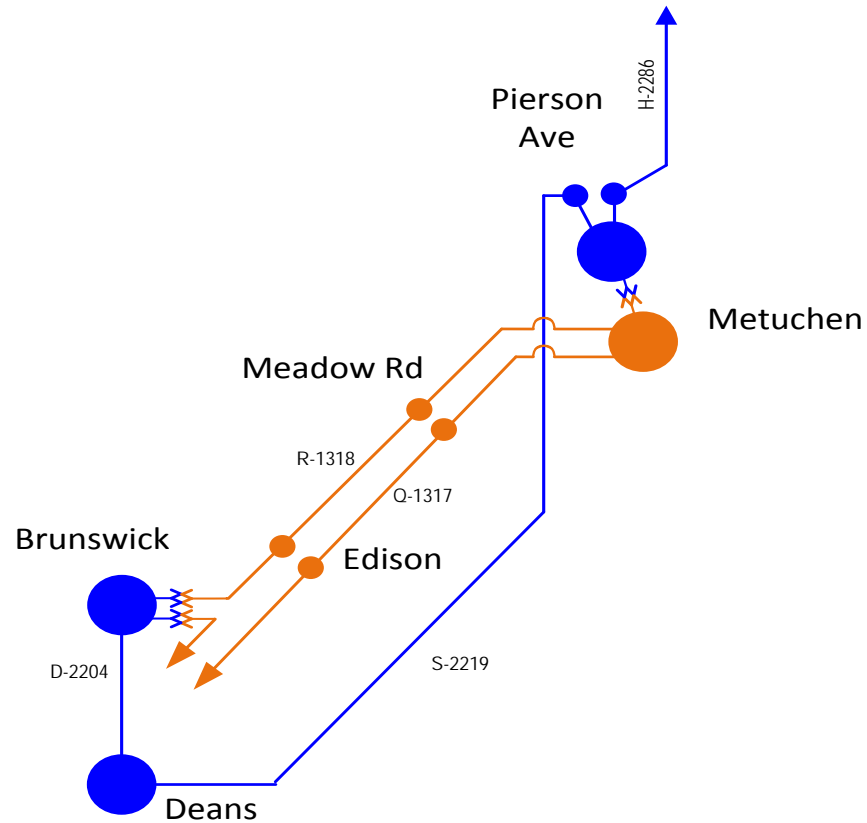 H-2286
Pierson
Ave
Metuchen
Meadow Rd
R-1318
Q-1317
Brunswick
Edison
D-2204
S-2219
Deans